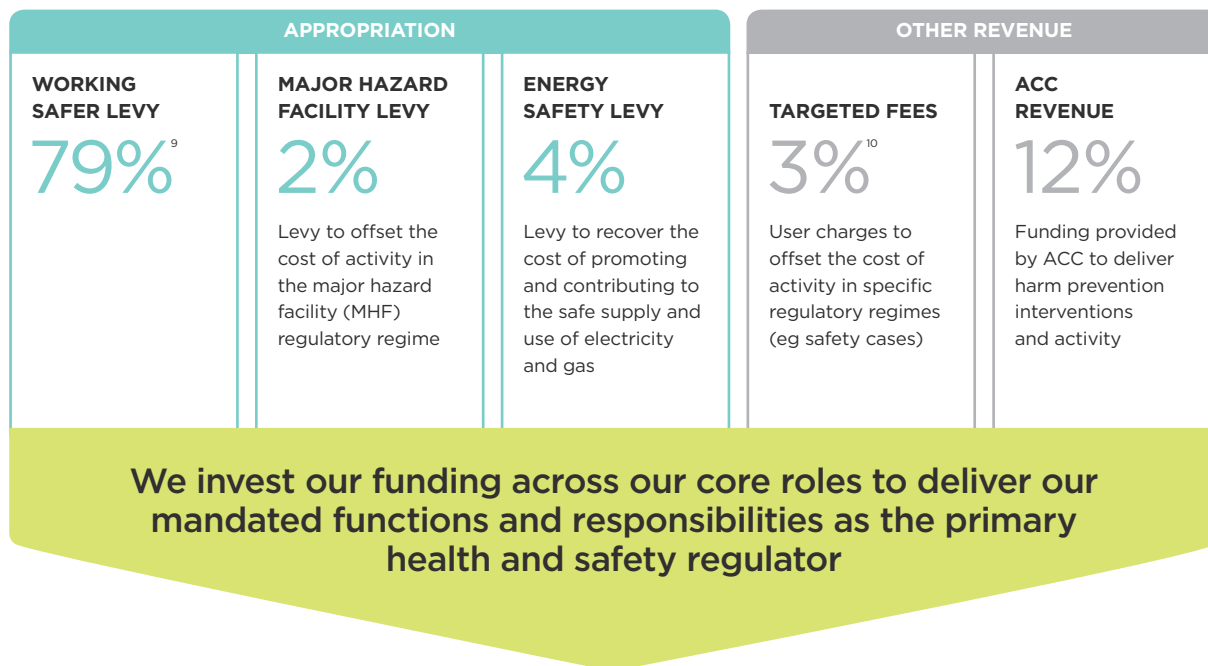 APPROPRIATION
WORKING
SAFER LEVY
79%⁹
MAJOR HAZARD
FACILITY LEVY
2%
Levy to offset the
cost of activity in
the major hazard
facility (MHF)
regulatory regime
ENERGY
SAFETY LEVY
4%
Levy to recover the
cost of promoting
and contributing to
the safe supply and
use of electricity
and gas
OTHER REVENUE
TARGETED FEES
3%¹⁰
User charges to
offset the cost of
activity in specific
regulatory regimes
(eg safety cases)
ACC
REVENUE
12%
Funding provided
by ACC to deliver
harm prevention
interventions
and activity
We invest our funding across our core roles to deliver our
mandated functions and responsibilities as the primary
health and safety regulator